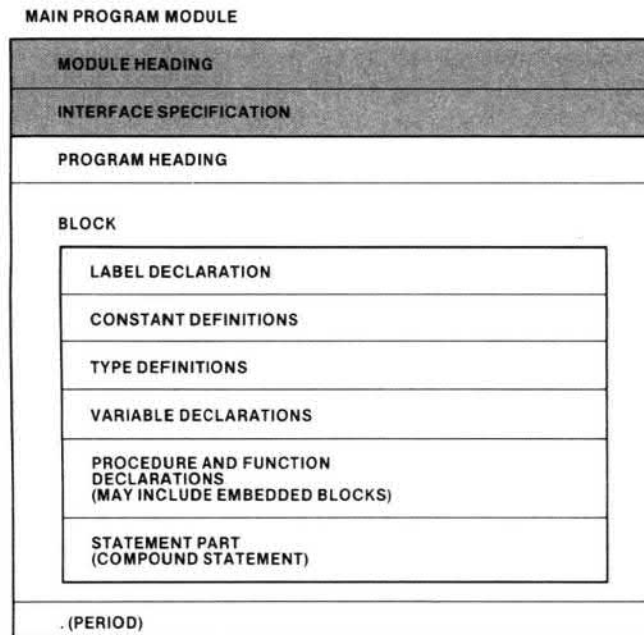 MAIN PROGRAM MODULE
MODULE HEADING
INTERFACE SPECIFICATION
PROGRAM HEADING
BLOCK
LABEL DECLARATION
CONSTANT DEFINITIONS
TYPE DEFINITIONS
VARIABLE DECLARATIONS
PROCEDURE AND FUNCTION
DECLARATIONS
(MAY INCLUDE EMBEDDED BLOCKS)
STATEMENT PART
(COMPOUND STATEMENT)
. (PERIOD)